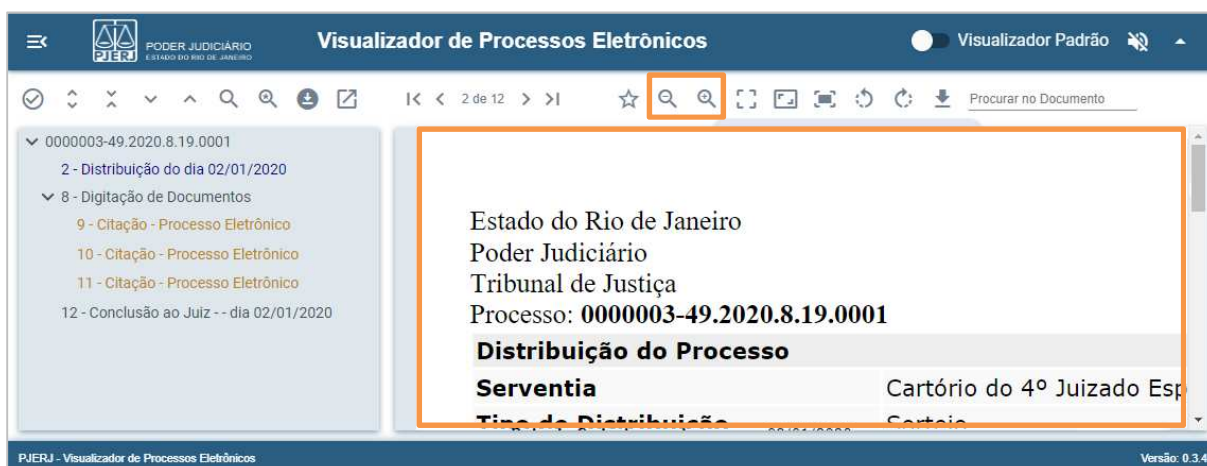 PJERJ
PODER JUDICIÁRIO
ESTADO DO RIO DE JANEIRO
Visualizador de Processos Eletrônicos
Visualizador Padrão
2 de 12
Procurar no Documento
0000003-49.2020.8.19.0001
2 - Distribuição do dia 02/01/2020
8 - Digitação de Documentos
9 - Citação - Processo Eletrônico
10 - Citação - Processo Eletrônico
11 - Citação - Processo Eletrônico
12 - Conclusão ao Juiz - - dia 02/01/2020
Estado do Rio de Janeiro
Poder Judiciário
Tribunal de Justiça
Processo: 0000003-49.2020.8.19.0001
Distribuição do Processo
Serventia
Cartório do 4º Juizado Esp
Tipo de Distribuição
Sorteio
PJERJ - Visualizador de Processos Eletrônicos
Versão: 0.3.4